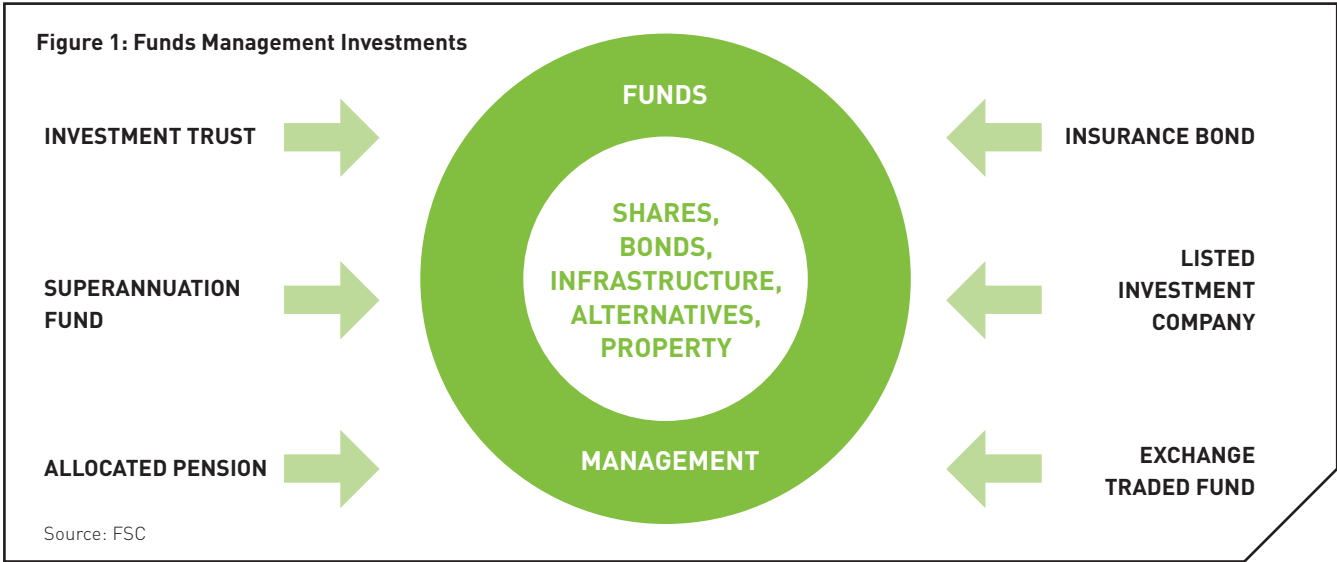 Figure 1: Funds Management Investments
INVESTMENT TRUST
SUPERANNUATION
FUND
ALLOCATED PENSION
FUNDS
SHARES,
BONDS,
INFRASTRUCTURE,
ALTERNATIVES,
PROPERTY
MANAGEMENT
INSURANCE BOND
LISTED
INVESTMENT
COMPANY
EXCHANGE
TRADED FUND
Source: FSC